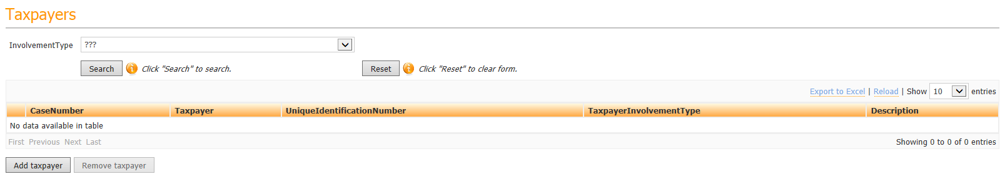 Taxpayers
InvolvementType ???
Search Click "Search" to search. Reset Click "Reset" to clear form.
Export to Excel | Reload | Show 10 entries
CaseNumber Taxpayer UniqueIdentificationNumber TaxpayerInvolvementType Description
No data available in table
First Previous Next Last Showing 0 to 0 of 0 entries
Add taxpayer Remove taxpayer